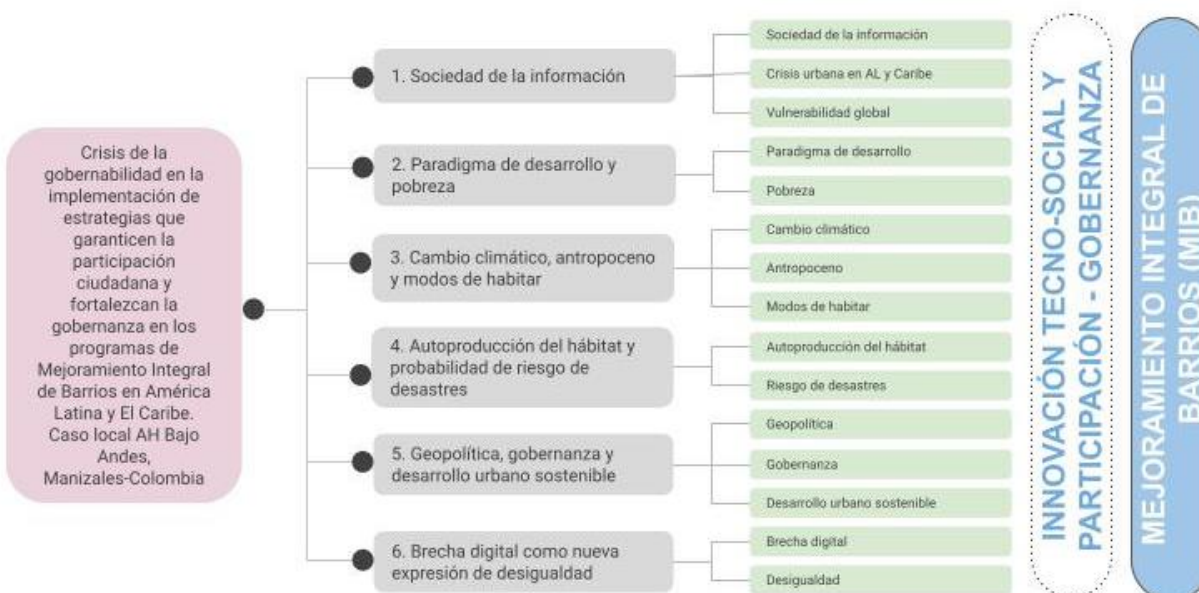 Crisis de la
gobernabilidad en la
implementación de
estrategias que
garanticen la
participación
ciudadana y
fortalezcan la
gobernanza en los
programas de
Mejoramiento Integral
de Barrios en América
Latina y El Caribe.
Caso local AH Bajo
Andes,
Manizales-Colombia
1. Sociedad de la información
Sociedad de la información
Crisis urbana en AL y Caribe
Vulnerabilidad global
2. Paradigma de desarrollo y
pobreza
Paradigma de desarrollo
Pobreza
3. Cambio climático, antropoceno
y modos de habitar
Cambio climático
Antropoceno
Modos de habitar
4. Autoproducción del hábitat y
probabilidad de riesgo de
desastres
Autoproducción del hábitat
Riesgo de desastres
5. Geopolítica, gobernanza y
desarrollo urbano sostenible
Geopolítica
Gobernanza
Desarrollo urbano sostenible
6. Brecha digital como nueva
expresión de desigualdad
Brecha digital
Desigualdad
INNOVACIÓN TECNO-SOCIAL Y
PARTICIPACIÓN - GOBERNANZA
MEJORAMIENTO INTEGRAL DE
BARRIOS (MIB)